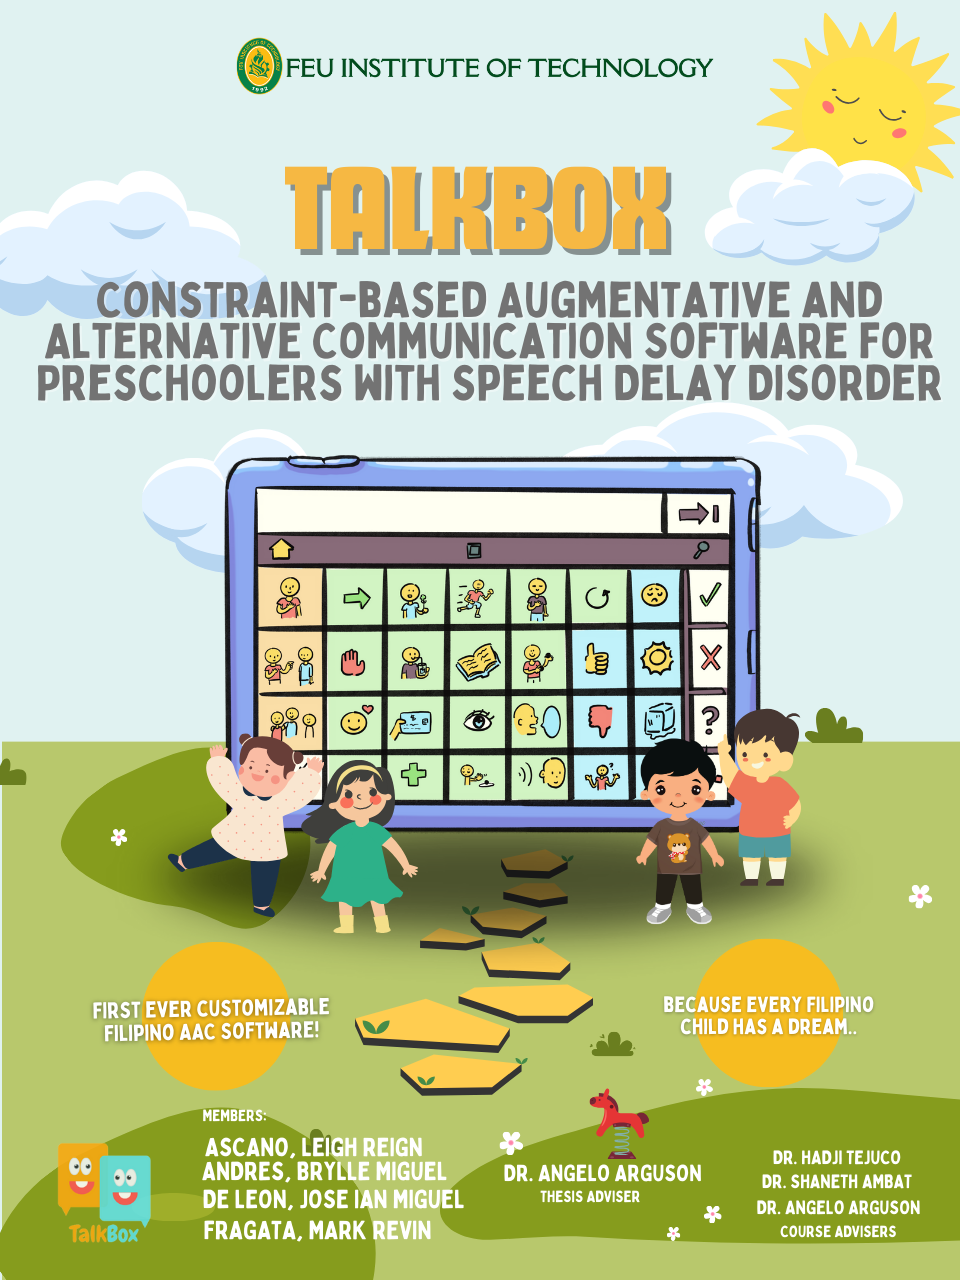 FEU INSTITUTE OF TECHNOLOGY
1992
TALKBOX
CONSTRAINT-BASED AUGMENTATIVE AND
ALTERNATIVE COMMUNICATION SOFTWARE FOR
PRESCHOOLERS WITH SPEECH DELAY DISORDER
?
FIRST EVER CUSTOMIZABLE
FILIPINO AAC SOFTWARE!
BECAUSE EVERY FILIPINO
CHILD HAS A DREAM..
MEMBERS:
ASCANO, LEIGH REIGN
ANDRES, BRYLLE MIGUEL
DE LEON, JOSE IAN MIGUEL
FRAGATA, MARK REVIN
TalkBox
DR. ANGELO ARGUSON
THESIS ADVISER
DR. HADJI TEJUCO
DR. SHANETH AMBAT
DR. ANGELO ARGUSON
COURSE ADVISERS